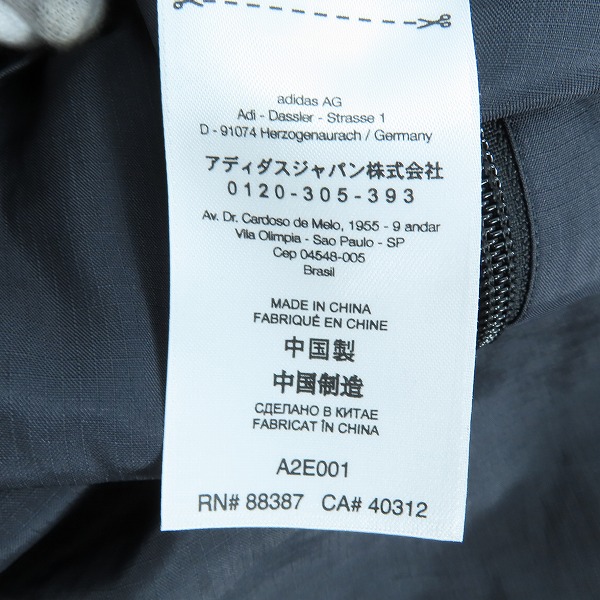 adidas AG
Adi - Dassler - Strasse 1
D - 91074 Herzogenaurach / Germany
アディダスジャパン株式会社
0120-305-393
Av. Dr. Cardoso de Melo, 1955 - 9 andar
Vila Olimpia - Sao Paulo - SP
Cep 04548-005
Brasil
MADE IN CHINA
FABRIQUÉ EN CHINE
中国製
中国制造
СДЕЛАНО В КИТАЕ
FABRICAT ÎN CHINA
A2E001
RN# 88387 CA# 40312